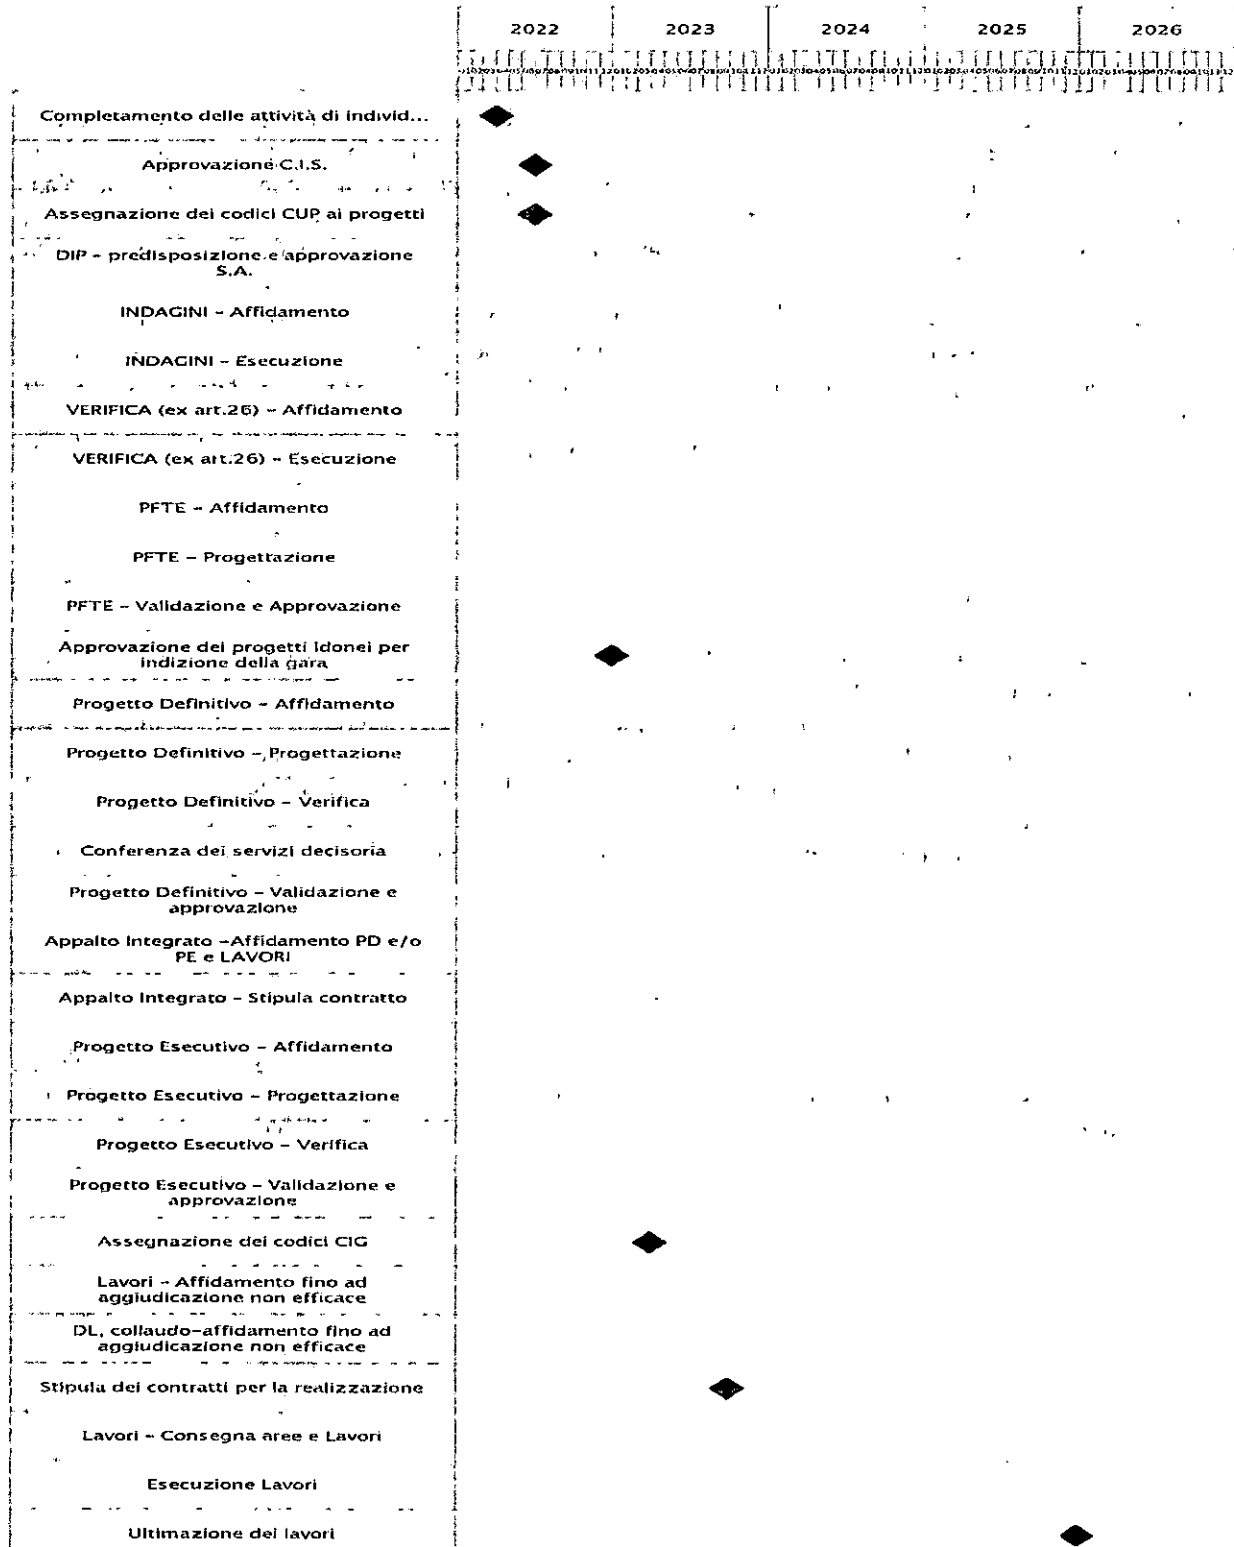 2022 2023 2024 2025 2026
Completamento delle attività di individ...
Approvazione C.I.S.
Assegnazione dei codici CUP ai progetti
DIP - predisposizione e approvazione
S.A.
INDAGINI - Affidamento
INDAGINI - Esecuzione
VERIFICA (ex art.26) - Affidamento
VERIFICA (ex art.26) - Esecuzione
PFTE - Affidamento
PFTE - Progettazione
PFTE - Validazione e Approvazione
Approvazione dei progetti idonei per
indizione della gara
Progetto Definitivo - Affidamento
Progetto Definitivo - Progettazione
Progetto Definitivo - Verifica
Conferenza dei servizi decisoria
Progetto Definitivo - Validazione e
approvazione
Appalto Integrato -Affidamento PD e/o
PE e LAVORI
Appalto Integrato - Stipula contratto
Progetto Esecutivo - Affidamento
Progetto Esecutivo - Progettazione
Progetto Esecutivo - Verifica
Progetto Esecutivo - Validazione e
approvazione
Assegnazione dei codici CIG
Lavori - Affidamento fino ad
aggiudicazione non efficace
DL, collaudo-affidamento fino ad
aggiudicazione non efficace
Stipula dei contratti per la realizzazione
Lavori - Consegna aree e Lavori
Esecuzione Lavori
Ultimazione dei lavori